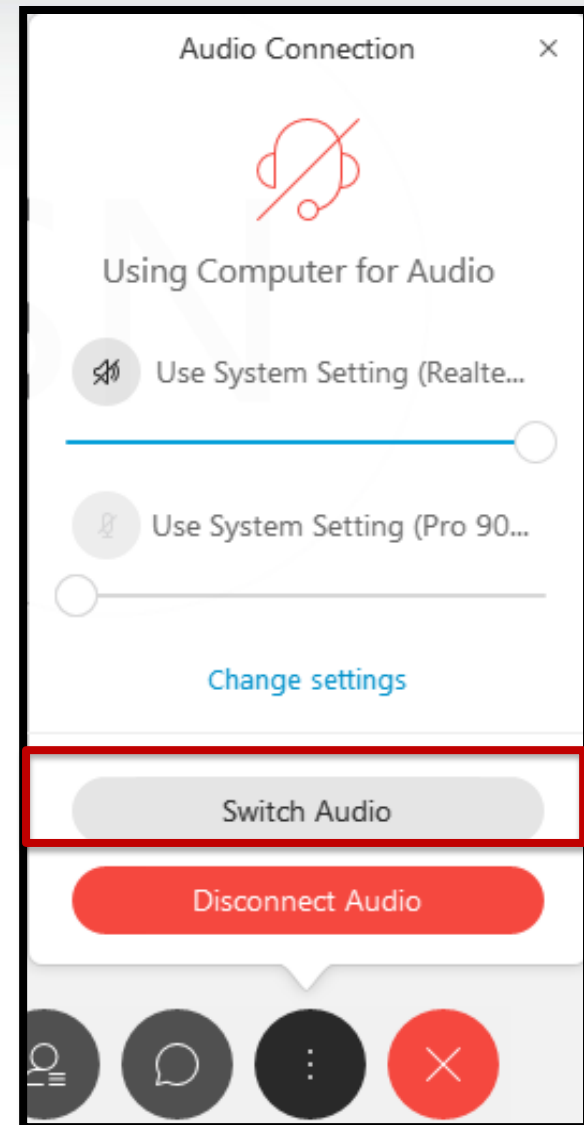 Audio Connection
Using Computer for Audio
Use System Setting (Realte...
Use System Setting (Pro 90...
Change settings
Switch Audio
Disconnect Audio